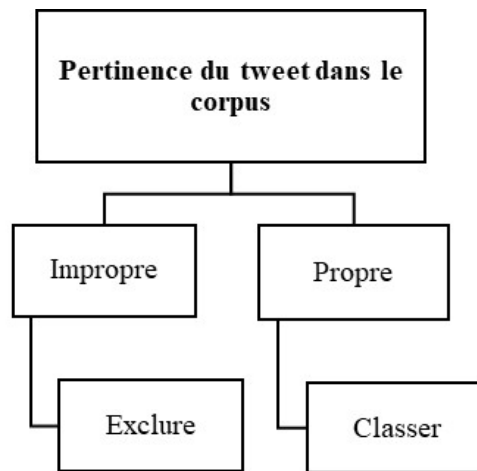 Pertinence du tweet dans le
corpus
Impropre
Propre
Exclure
Classer